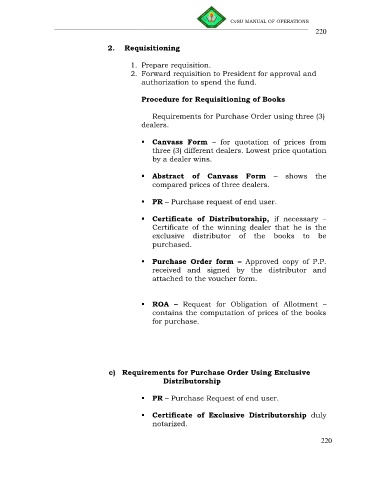 CvSU MANUAL OF OPERATIONS
220
2. Requisitioning
1. Prepare requisition.
2. Forward requisition to President for approval and
authorization to spend the fund.
Procedure for Requisitioning of Books
Requirements for Purchase Order using three (3)
dealers.
▪ Canvass Form – for quotation of prices from
three (3) different dealers. Lowest price quotation
by a dealer wins.
▪ Abstract of Canvass Form – shows the
compared prices of three dealers.
▪ PR – Purchase request of end user.
▪ Certificate of Distributorship, if necessary –
Certificate of the winning dealer that he is the
exclusive distributor of the books to be
purchased.
▪ Purchase Order form – Approved copy of P.P.
received and signed by the distributor and
attached to the voucher form.
▪ ROA – Request for Obligation of Allotment –
contains the computation of prices of the books
for purchase.
c) Requirements for Purchase Order Using Exclusive
Distributorship
▪ PR – Purchase Request of end user.
▪ Certificate of Exclusive Distributorship duly
notarized.
220